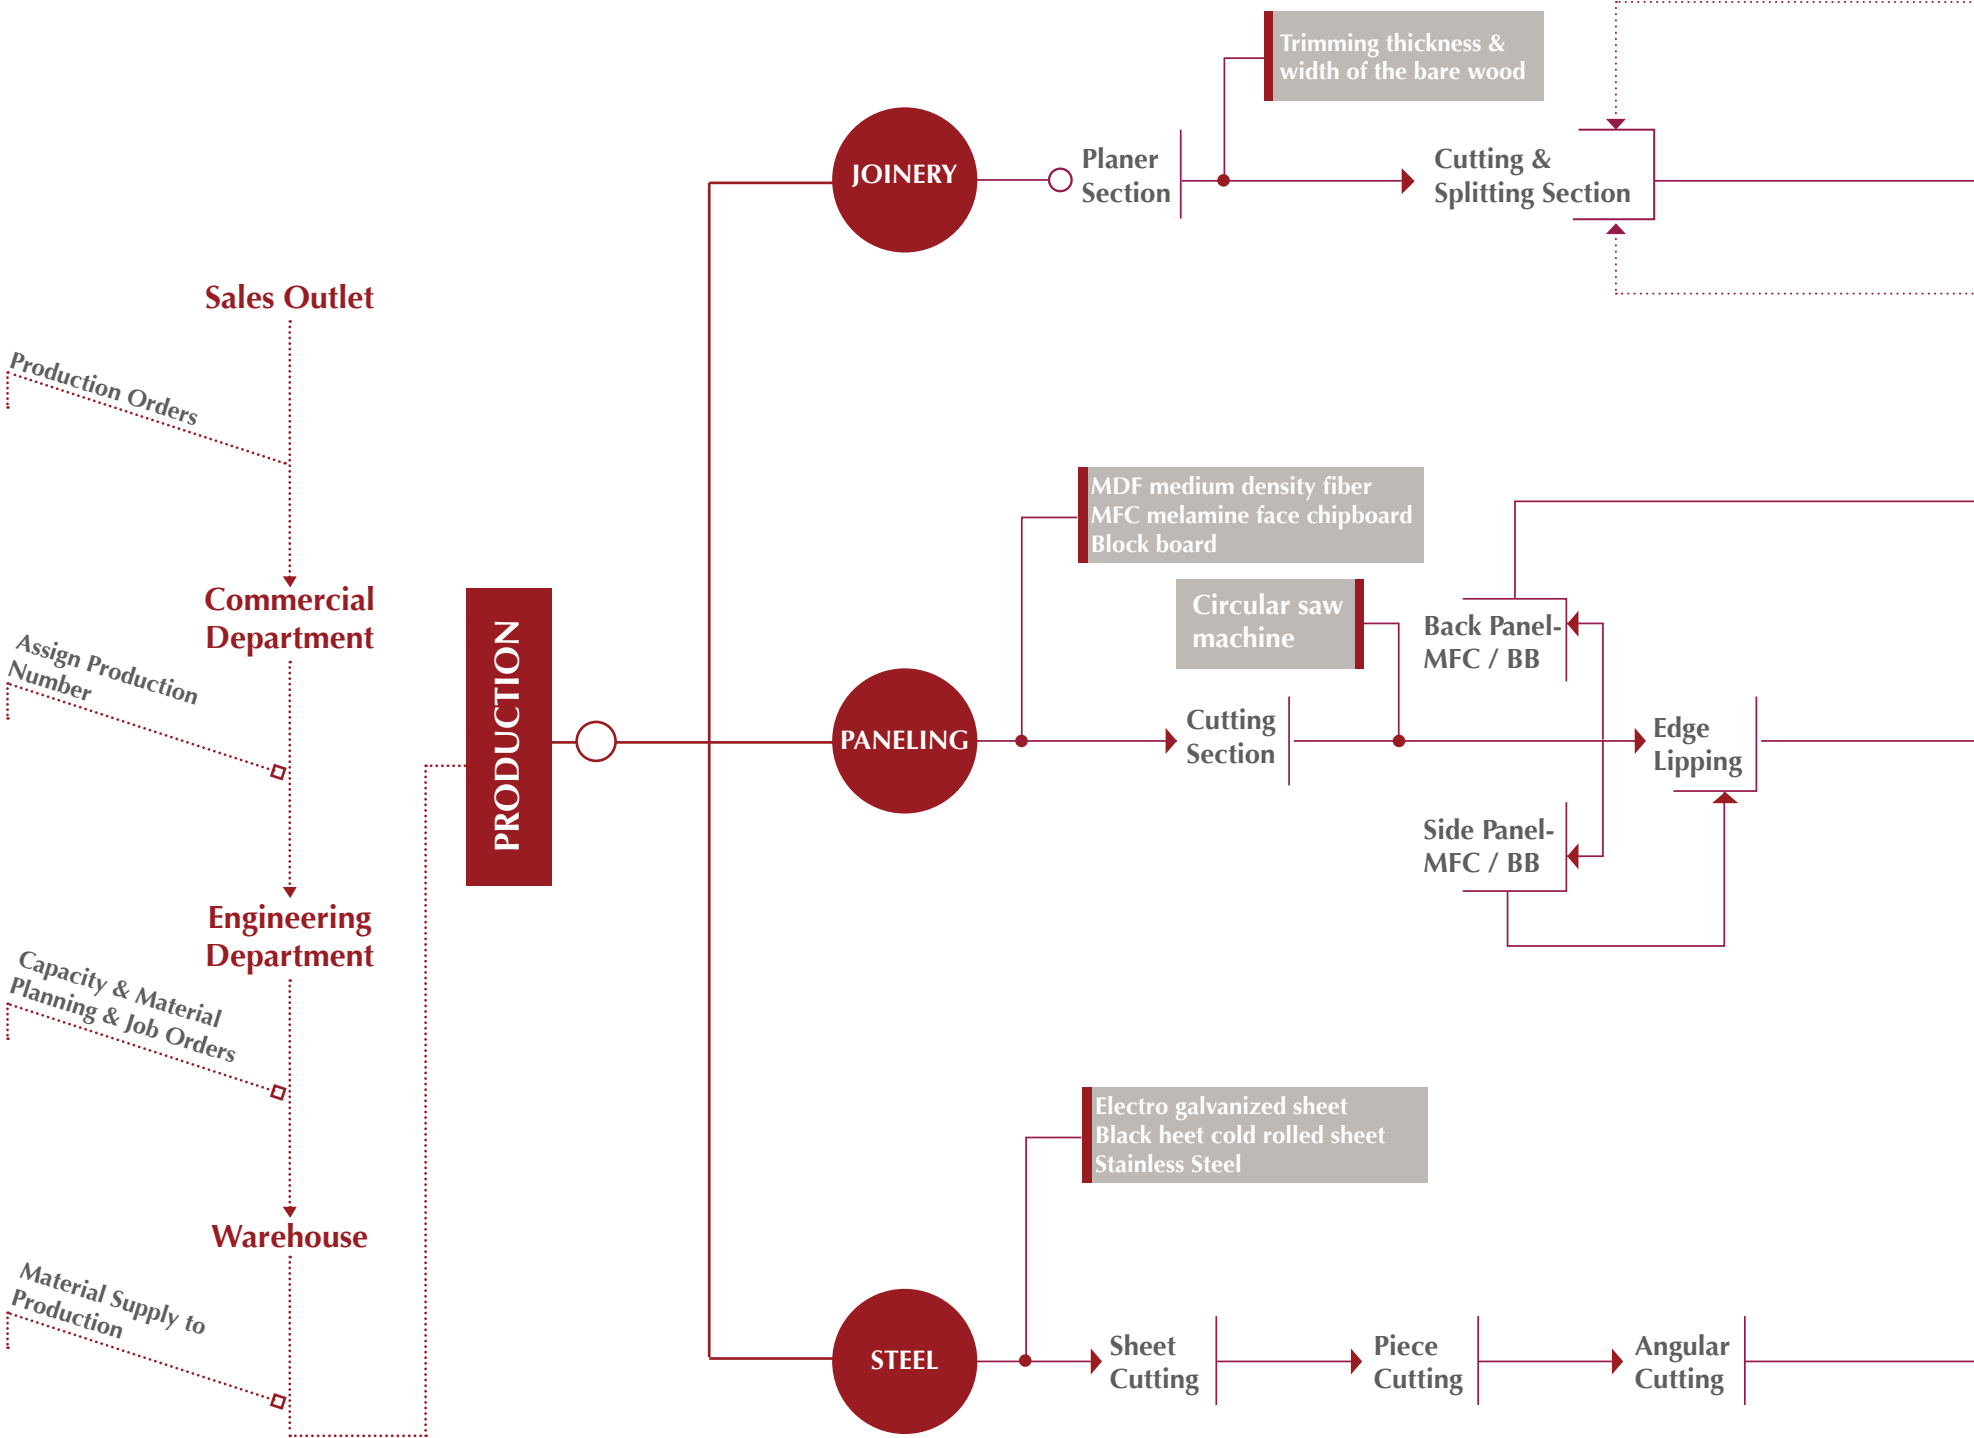 Sales Outlet
Production Orders
Commercial
Department
Assign Production
Number
Engineering
Department
Capacity & Material
Planning & Job Orders
Warehouse
Material Supply to
Production
PRODUCTION
JOINERY
Planer
Section
Trimming thickness &
width of the bare wood
Cutting &
Splitting Section
PANELING
MDF medium density fiber
MFC melamine face chipboard
Block board
Cutting
Section
Circular saw
machine
Back Panel-
MFC / BB
Side Panel-
MFC / BB
Edge
Lipping
STEEL
Electro galvanized sheet
Black heet cold rolled sheet
Stainless Steel
Sheet
Cutting
Piece
Cutting
Angular
Cutting